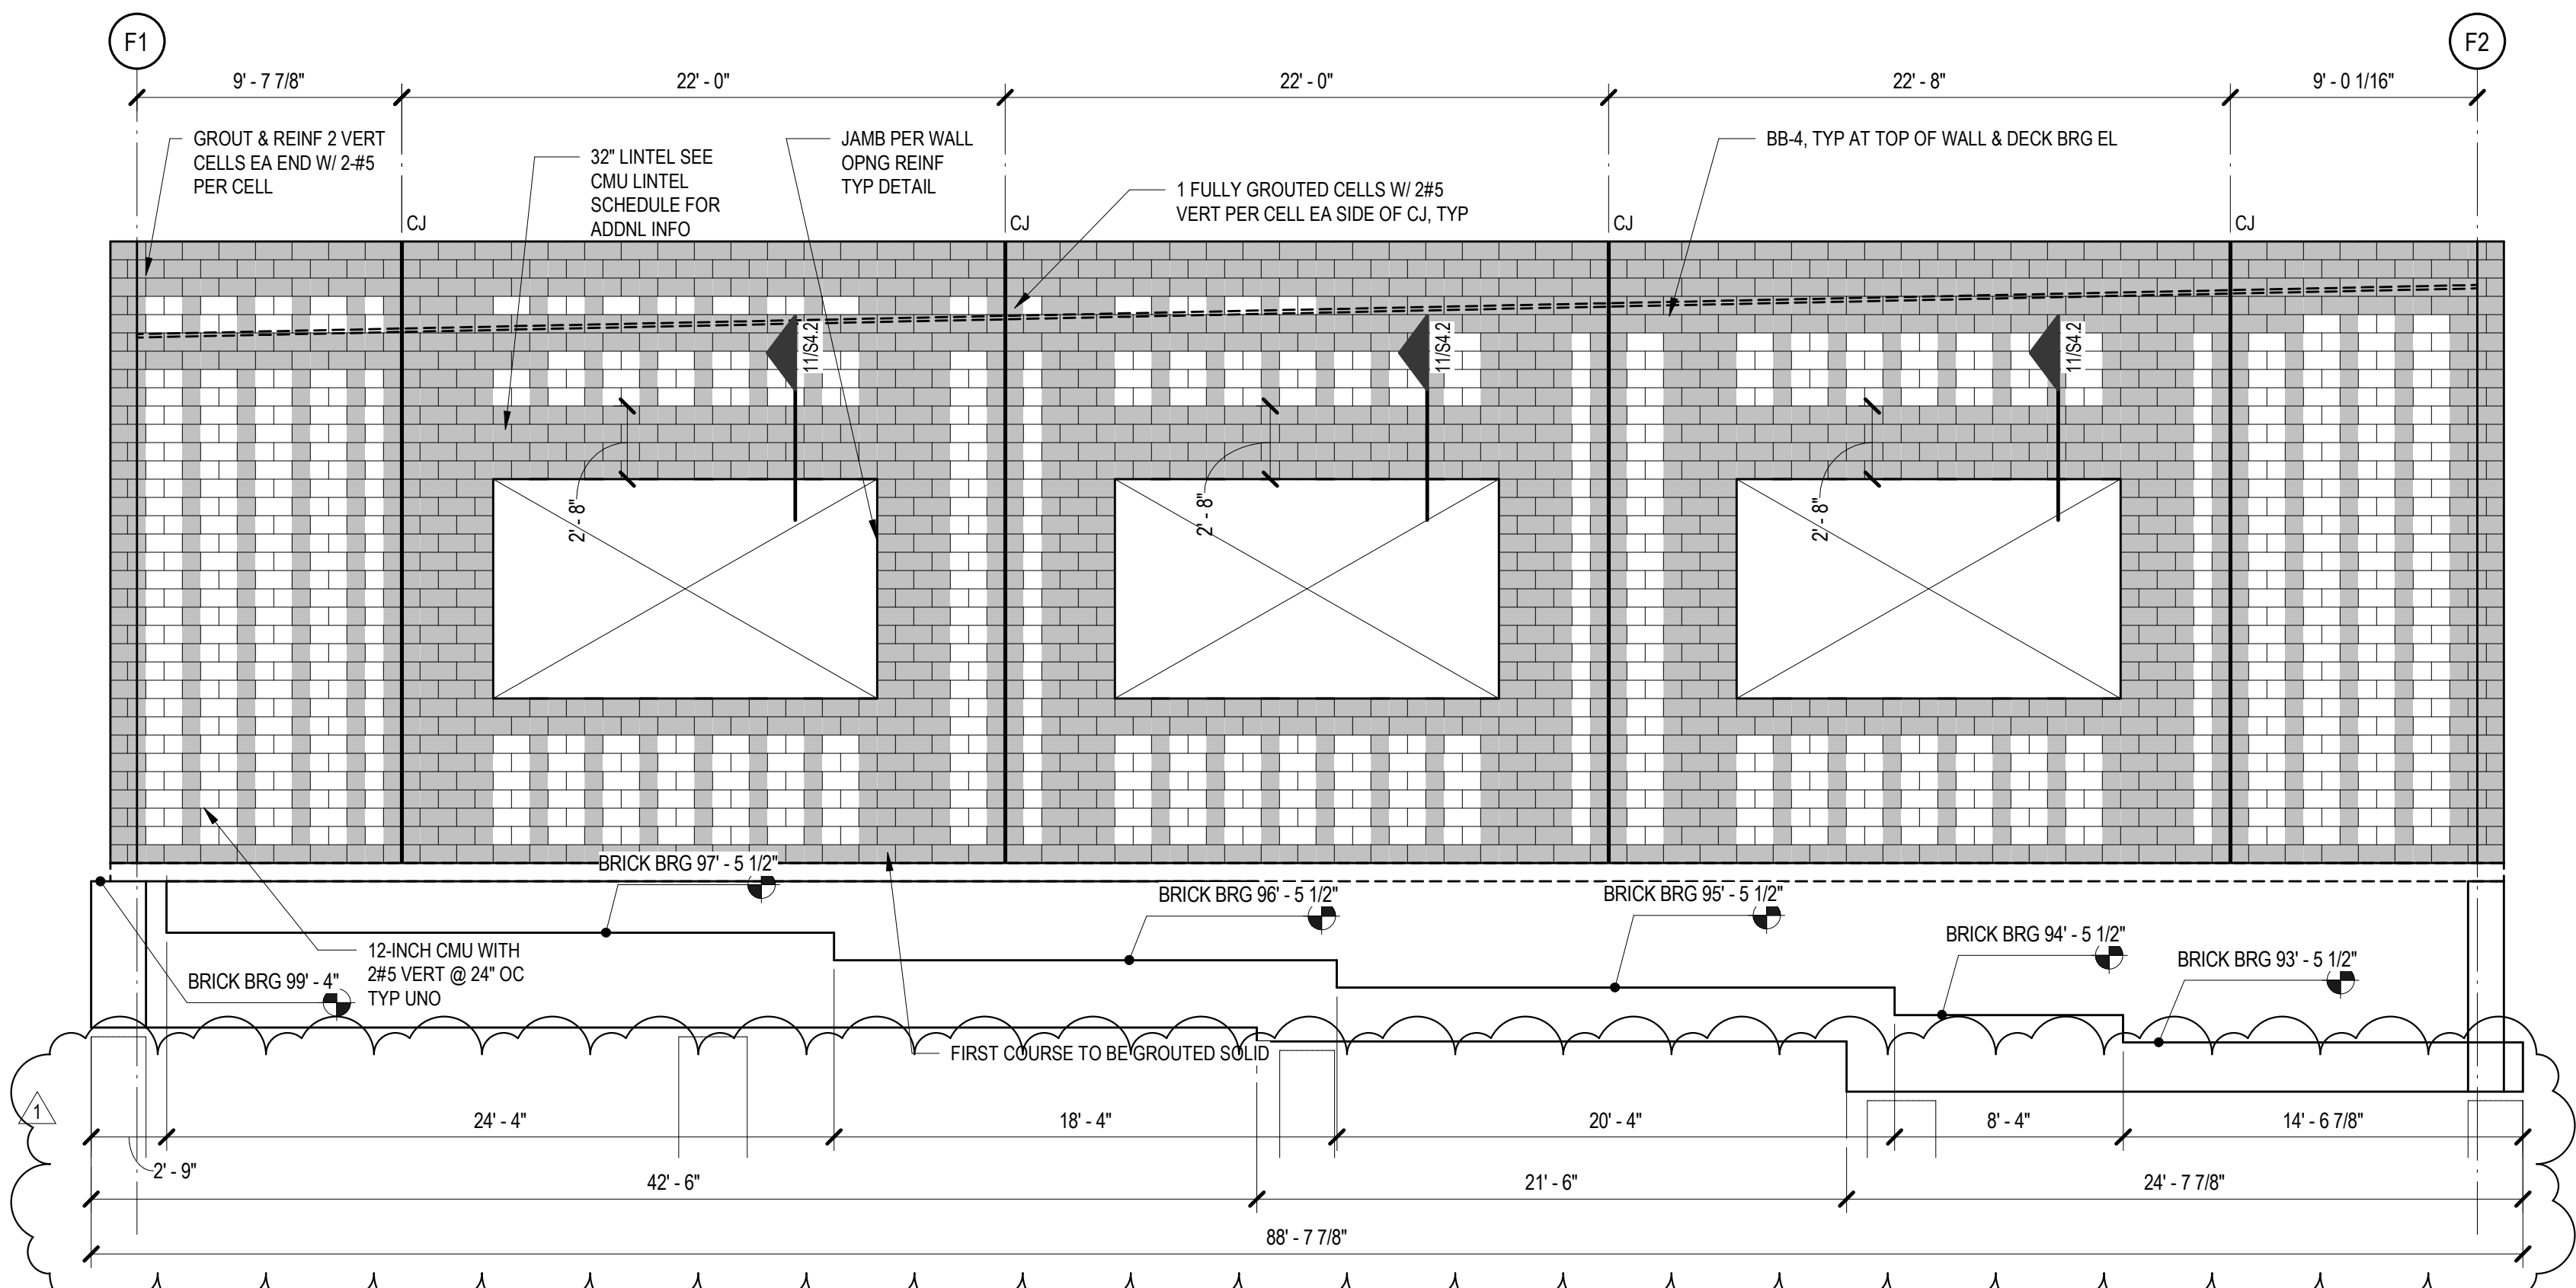 F1
F2
9' - 7 7/8"
22' - 0"
22' - 0"
22' - 8"
9' - 0 1/16"
GROUT & REINF 2 VERT
CELLS EA END W/ 2-#5
PER CELL
32" LINTEL SEE
CMU LINTEL
SCHEDULE FOR
ADDNL INFO
JAMB PER WALL
OPNG REINF
TYP DETAIL
1 FULLY GROUTED CELLS W/ 2#5
VERT PER CELL EA SIDE OF CJ, TYP
BB-4, TYP AT TOP OF WALL & DECK BRG EL
CJ
CJ
CJ
CJ
11/S4.2
11/S4.2
11/S4.2
2' - 8"
2' - 8"
2' - 8"
BRICK BRG 97' - 5 1/2"
BRICK BRG 96' - 5 1/2"
BRICK BRG 95' - 5 1/2"
BRICK BRG 94' - 5 1/2"
BRICK BRG 93' - 5 1/2"
BRICK BRG 99' - 4"
12-INCH CMU WITH
2#5 VERT @ 24" OC
TYP UNO
FIRST COURSE TO BE GROUTED SOLID
1
24' - 4"
18' - 4"
20' - 4"
8' - 4"
14' - 6 7/8"
2' - 9"
42' - 6"
21' - 6"
24' - 7 7/8"
88' - 7 7/8"